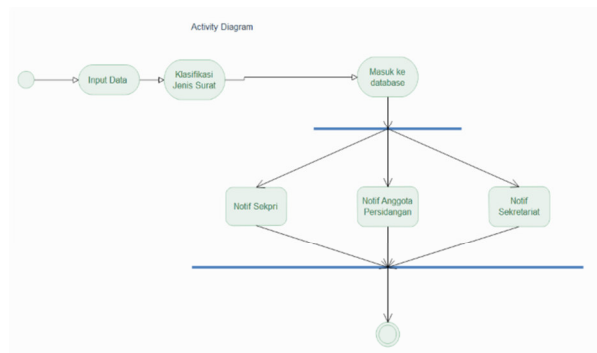 Activity Diagram
Input Data
Klasifikasi
Jenis Surat
Masuk ke
database
Notif Sekpri
Notif Anggota
Persidangan
Notif
Sekretariat